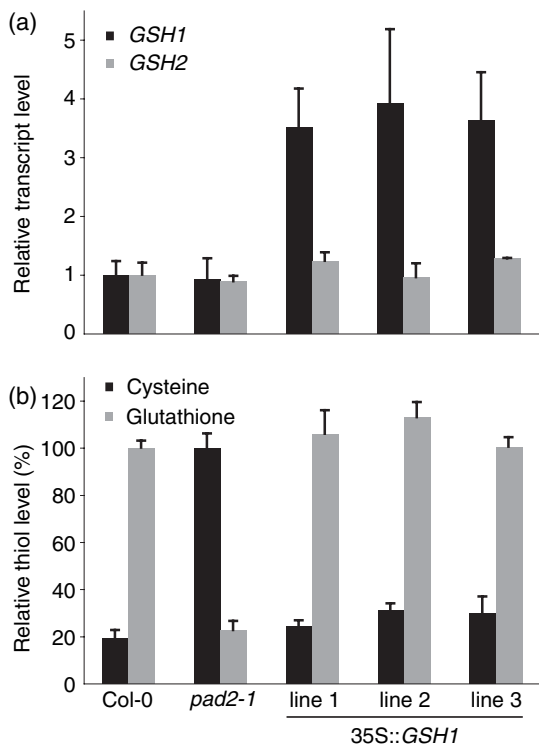 (a)
GSH1
GSH2
Relative transcript level
5
4
3
2
1
0
(b)
Cysteine
Glutathione
Relative thiol level (%)
120
100
80
60
40
20
0
Col-0 pad2-1 line 1 line 2 line 3
35S::GSH1